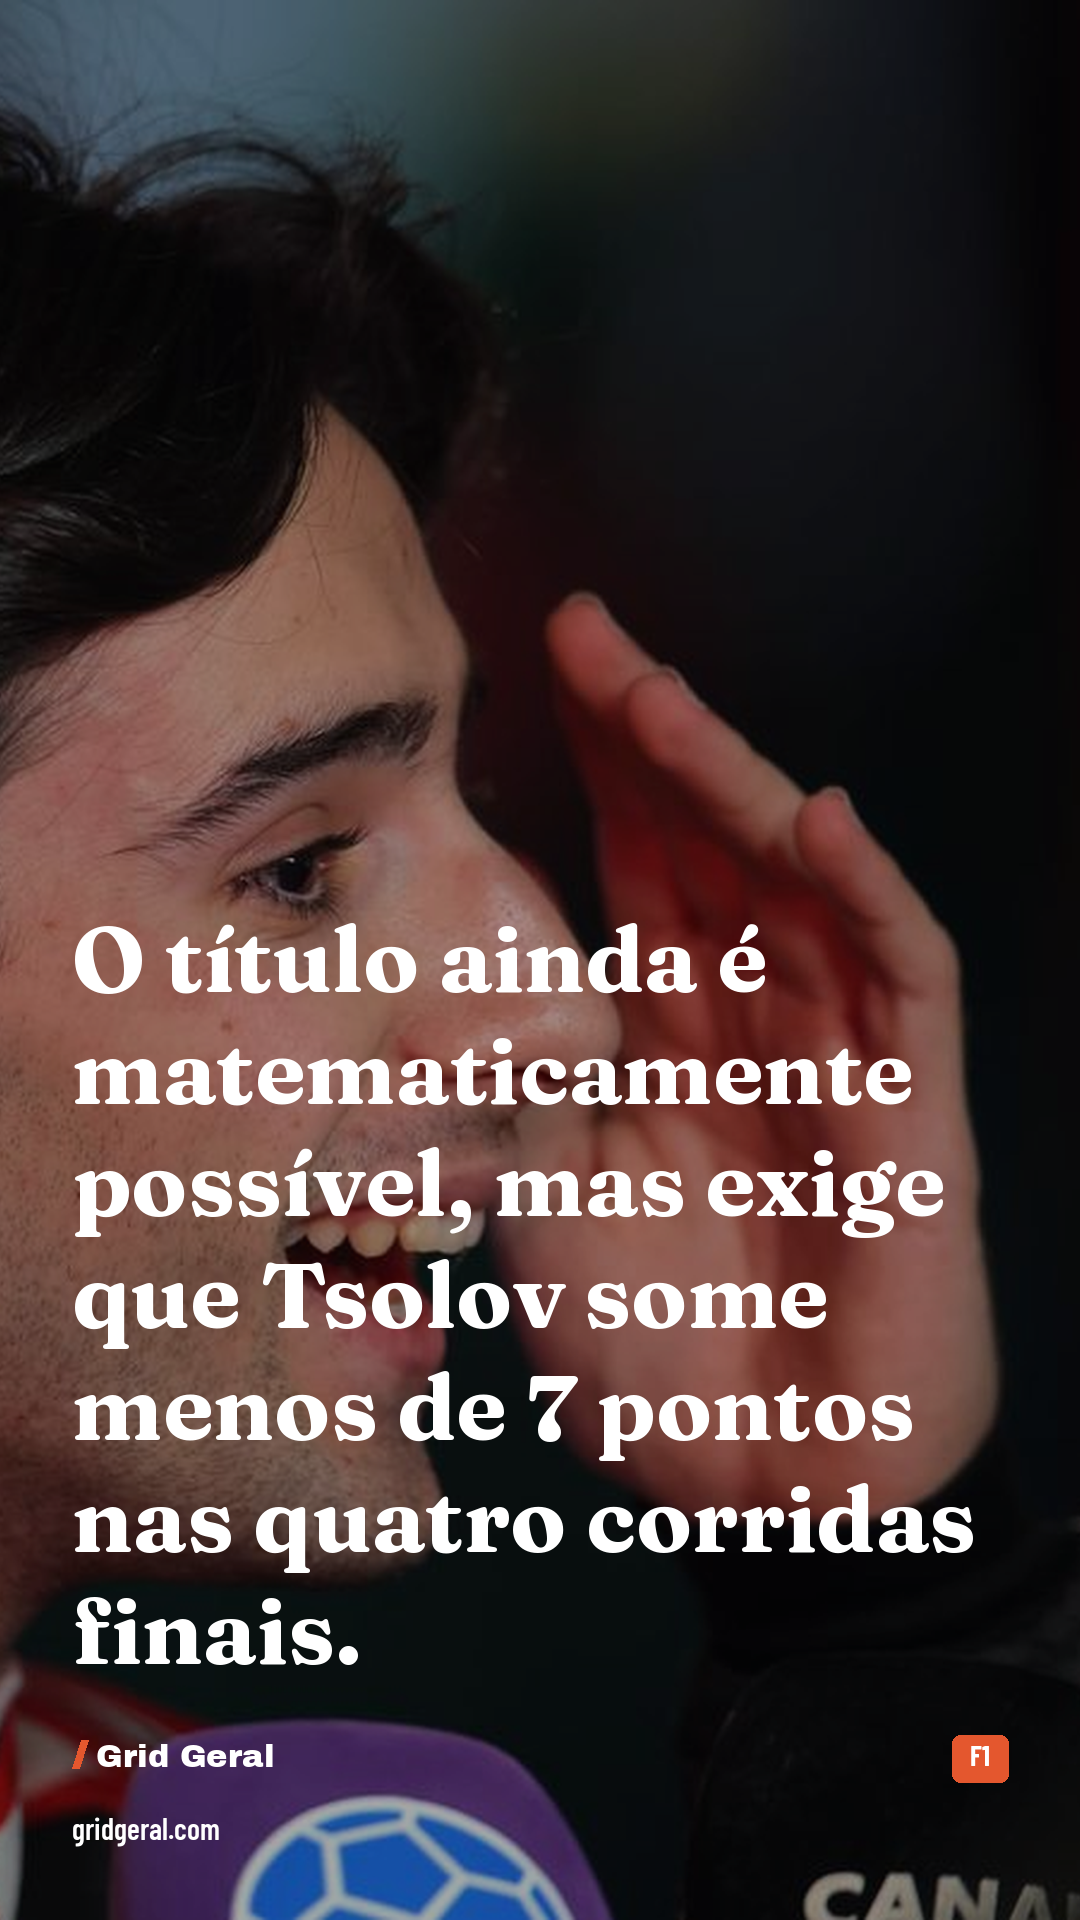 O título ainda é
matematicamente
possível, mas exige
que Tsolov some
menos de 7 pontos
nas quatro corridas
finais.
/ Grid Geral
F1
gridgeral.com